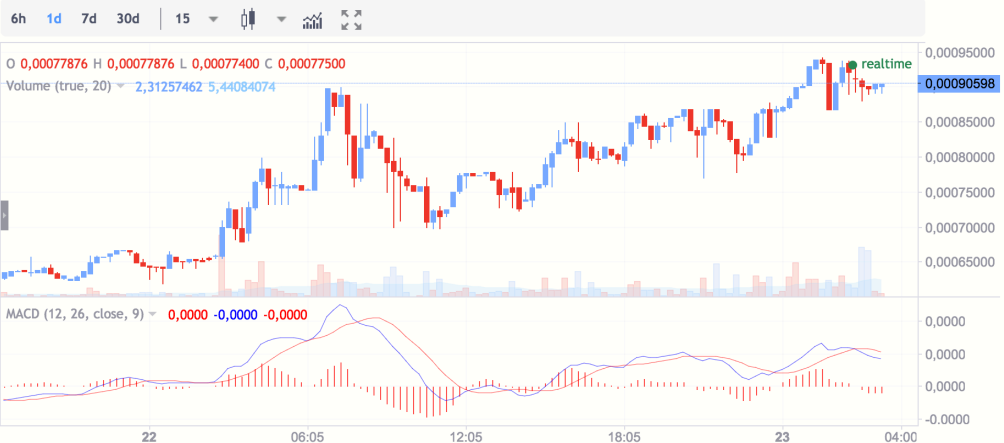 6h 1d 7d 30d 15
0,00095000
O 0,00077876 H 0,00077876 L 0,00077400 C 0,00077500
realtime
Volume (true, 20) 2,31257462 5,44084074
0,00090598
0,00085000
0,00080000
0,00075000
0,00070000
0,00065000
MACD (12, 26, close, 9) 0,0000 -0,0000 -0,0000
0,0000
0,0000
0,0000
-0.0000
22 06:05 12:05 18:05 23 04:00